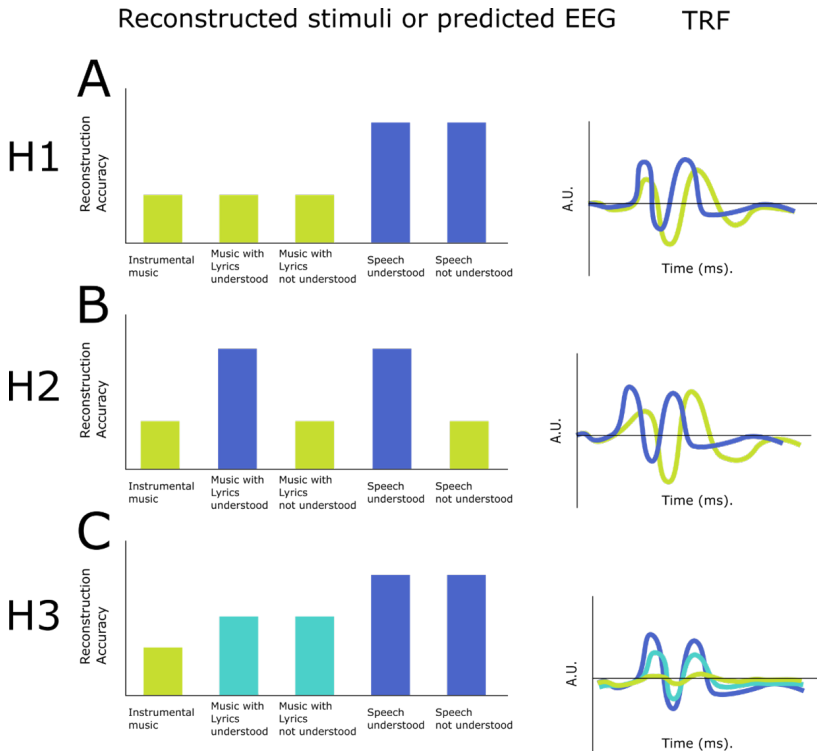 Reconstructed stimuli or predicted EEG
TRF
A
H1
Reconstruction
Accuracy
Instrumental
music
Music with
Lyrics
understood
Music with
Lyrics
not understood
Speech
understood
Speech
not understood
A.U.
Time (ms).
B
H2
Reconstruction
Accuracy
Instrumental
music
Music with
Lyrics
understood
Music with
Lyrics
not understood
Speech
understood
Speech
not understood
A.U.
Time (ms).
C
H3
Reconstruction
Accuracy
Instrumental
music
Music with
Lyrics
understood
Music with
Lyrics
not understood
Speech
understood
Speech
not understood
A.U.
Time (ms).